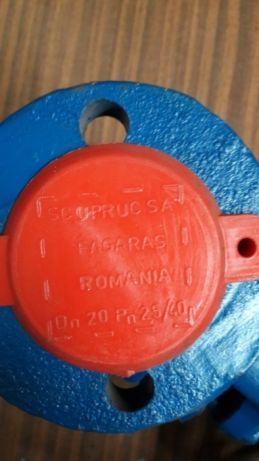 SC UPRUC SA
FAGARAS
ROMANIA
Dn 20 Pn 25/40